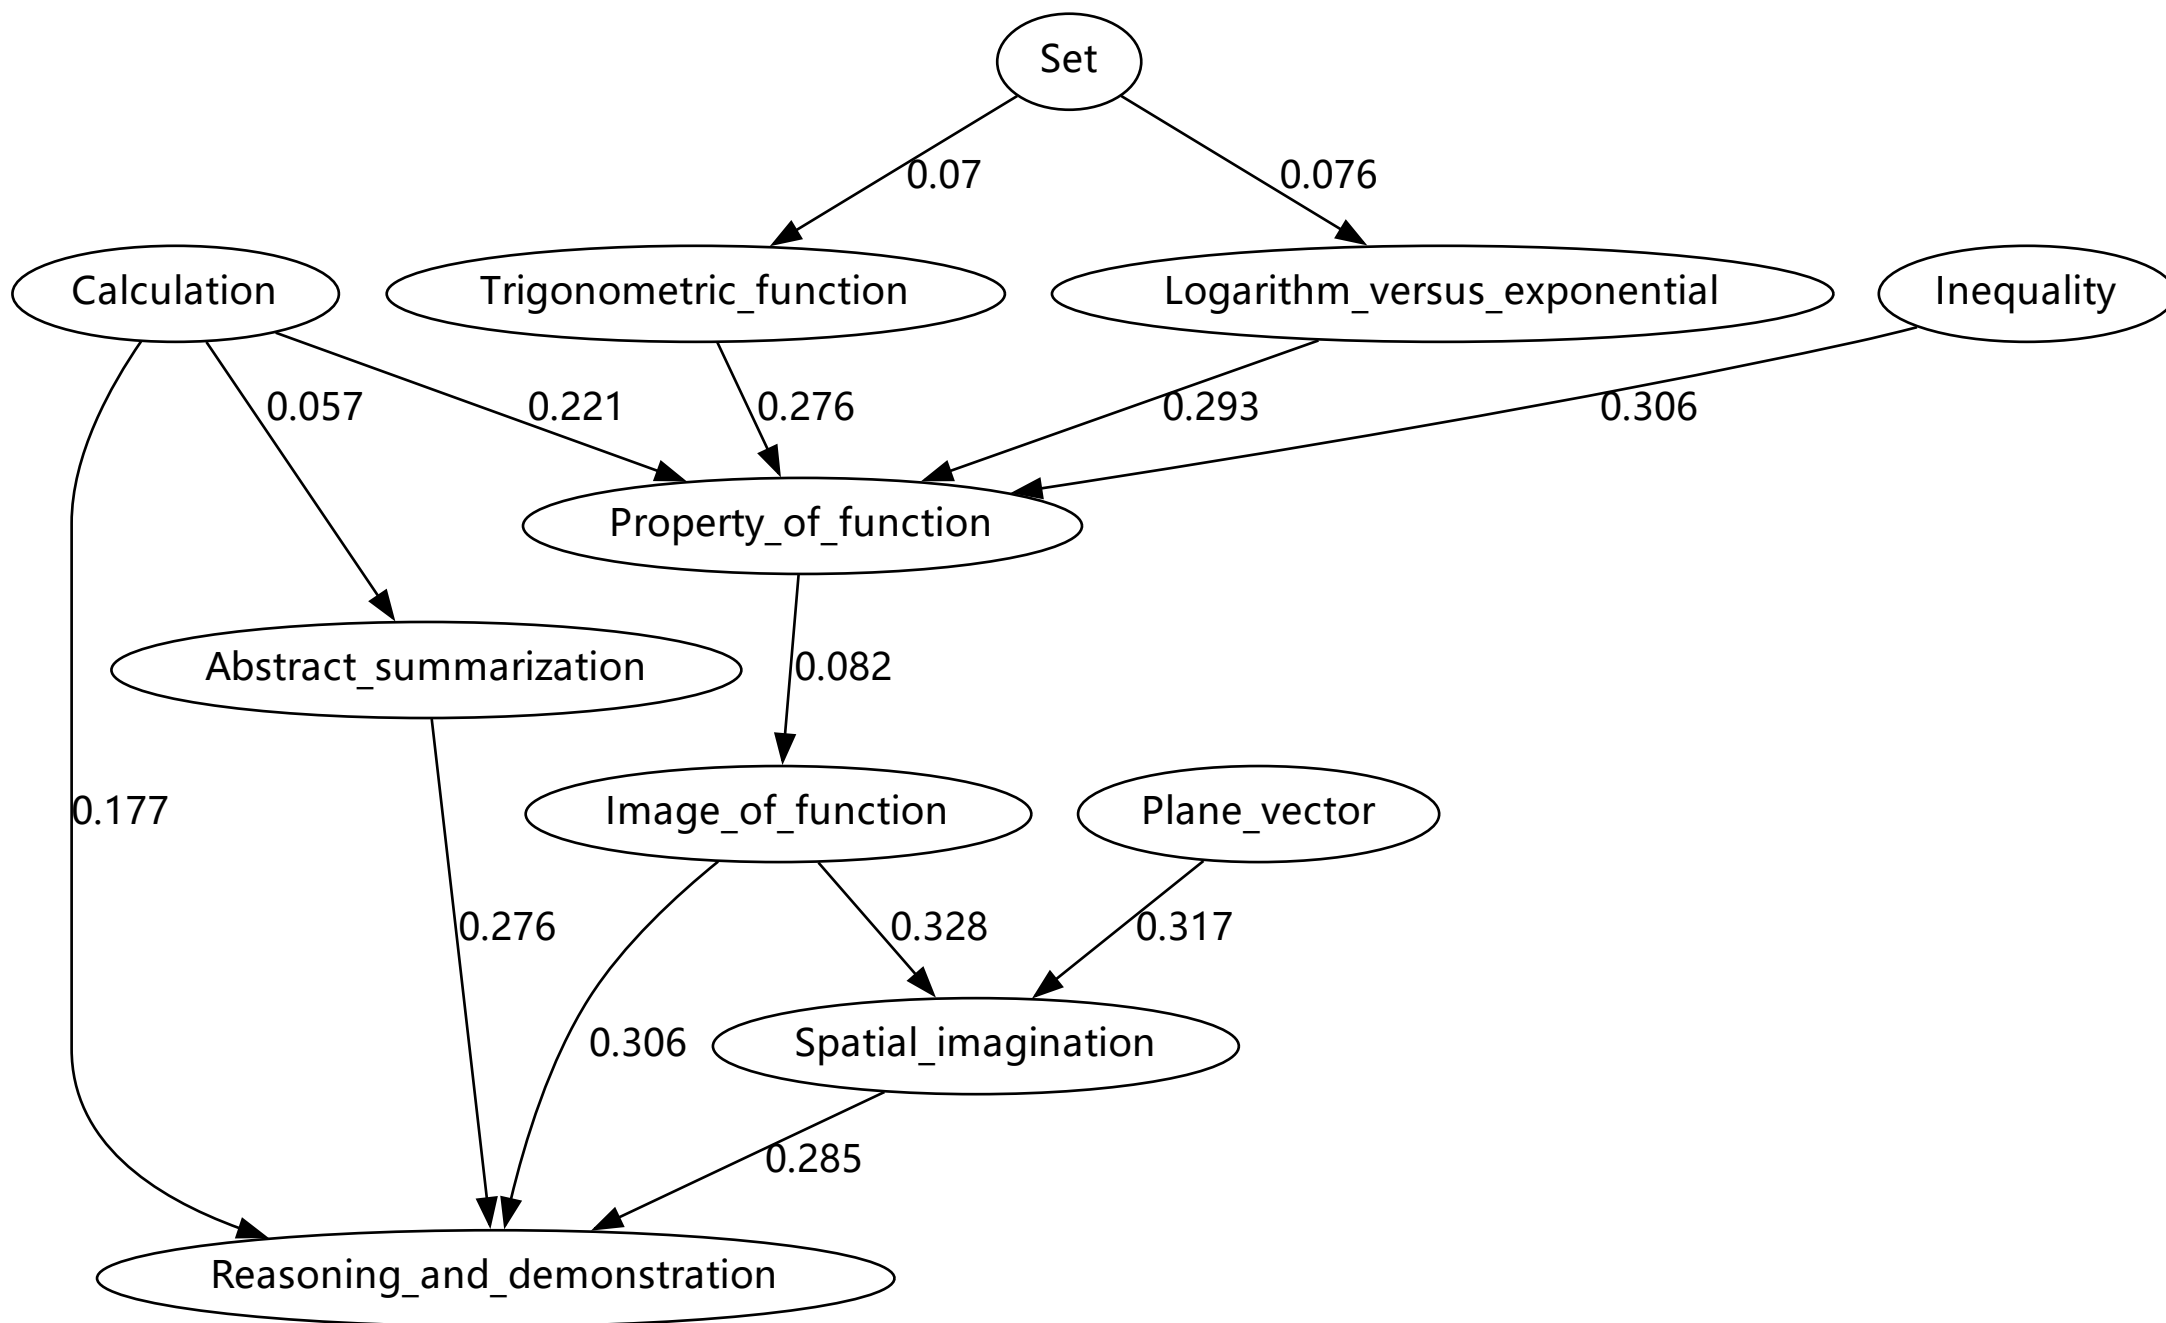 Set
0.07
0.076
Calculation
Trigonometric_function
Logarithm_versus_exponential
Inequality
0.057
0.221
0.276
0.293
0.306
Property_of_function
Abstract_summarization
0.082
0.177
Image_of_function
Plane_vector
0.276
0.328
0.317
0.306
Spatial_imagination
0.285
Reasoning_and_demonstration